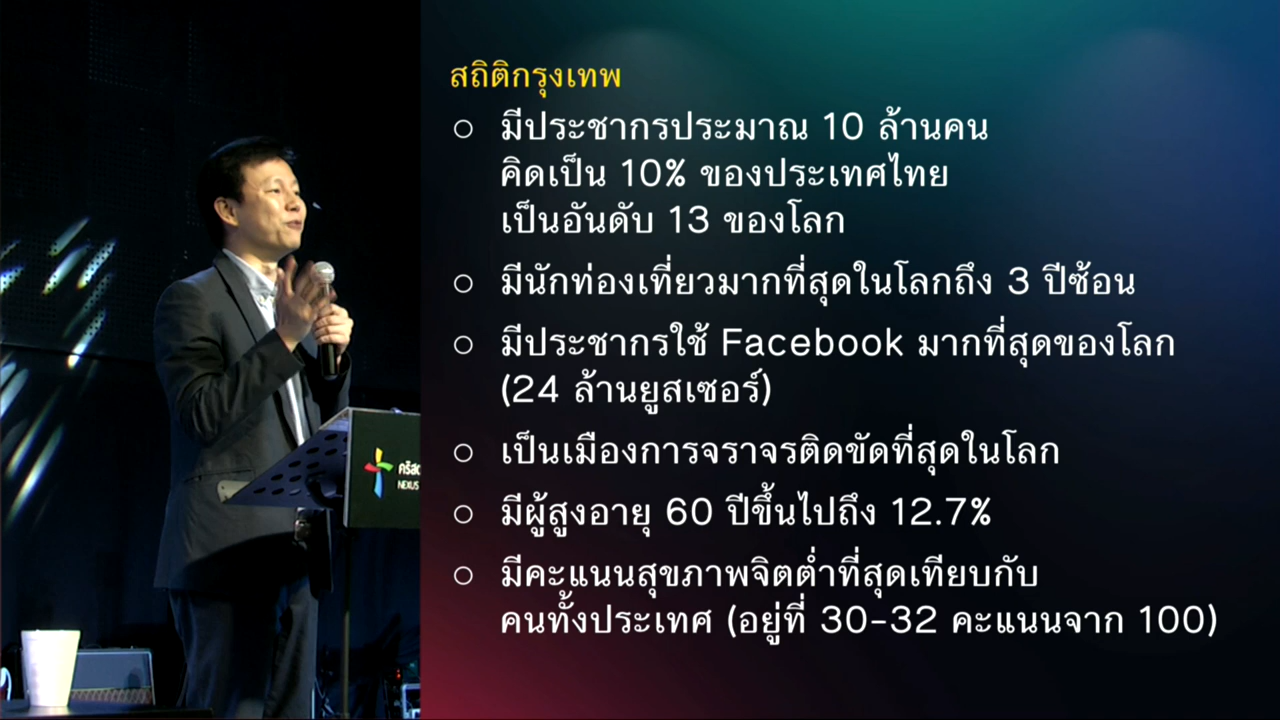 สถิติกรุงเทพ
○ มีประชากรประมาณ 10 ล้านคน
คิดเป็น 10% ของประเทศไทย
เป็นอันดับ 13 ของโลก
○ มีนักท่องเที่ยวมากที่สุดในโลกถึง 3 ปีซ้อน
○ มีประชากรใช้ Facebook มากที่สุดของโลก
(24 ล้านยูสเซอร์)
○ เป็นเมืองการจราจรติดขัดที่สุดในโลก
○ มีผู้สูงอายุ 60 ปีขึ้นไปถึง 12.7%
○ มีคะแนนสุขภาพจิตต่ำที่สุดเทียบกับ
คนทั้งประเทศ (อยู่ที่ 30-32 คะแนนจาก 100)
NEXUS